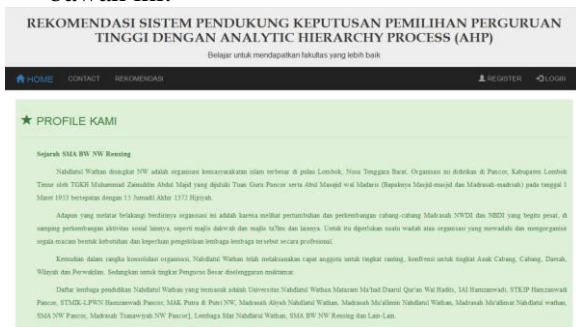 REKOMENDASI SISTEM PENDUKUNG KEPUTUSAN PEMILIHAN PERGURUAN
TINGGI DENGAN ANALYTIC HIERARCHY PROCESS (AHP)
Belajar untuk mendapatkan fakultas yang lebih baik
HOME CONTACT REKOMENDASI REGISTER LOGIN
PROFILE KAMI
Sejarah SMA BW NW Rensing
Nahdlatul Wathan disingkat NW adalah organisasi kemasyarakatan islam terbesar di pulau Lombok, Nusa Tenggara Barat. Organisasi ini didirikan di Pancor, Kabupaten Lombok
Timur oleh TGKH Muhammad Zainuddin Abdul Majid yang dijuluki Tuan Guru Pancor serta Abul Masajid wal Madaris (Bapaknya Masjid-masjid dan Madrasah-madrasah) pada tanggal 1
Maret 1953 bertepatan dengan 15 Jumadil Akhir 1372 Hijriyah.
Adapun yang melatar belakangi berdirinya organisasi ini adalah karena melihat pertumbuhan dan perkembangan cabang-cabang Madrasah NWDI dan NBDI yang begitu pesat, di
samping perkembangan aktivitas sosial lainnya, seperti majlis dakwah dan majlis ta'lim dan lainnya. Untuk itu diperlukan suatu wadah atau organisasi yang mewadahi dan mengorganisir
segala macam bentuk kebutuhan dan keperluan pengelolaan lembaga-lembaga tersebut secara profesional.
Kemudian dalam rangka konsolidasi organisasi, Nahdlatul Wathan telah melaksanakan rapat anggota untuk tingkat ranting, konfrensi untuk tingkat Anak Cabang, Cabang, Daerah,
Wilayah dan Perwakilan. Sedangkan untuk tingkat Pengurus Besar diselenggarakan muktamar.
Daftar lembaga pendidikan Nahdlatul Wathan yang termasuk adalah Universitas Nahdlatul Wathan Mataram Ma'had Daarul Qur'an Wal Hadits, IAI Hamzanwadi, STKIP Hamzanwadi
Pancor, STMIK-LPWN Hamzanwadi Pancor, MAK Putra & Putri NW, Madrasah Aliyah Nahdlatul Wathan, Madrasah Mu'allimin Nahdlatul Wathan, Madrasah Mu'allimat Nahdlatul wathan,
SMA NW Pancor, Madrasah Tsanawiyah NW Pancor], Lembaga Silat Nahdlatul Wathan, SMA BW NW Rensing dan Lain-Lain.